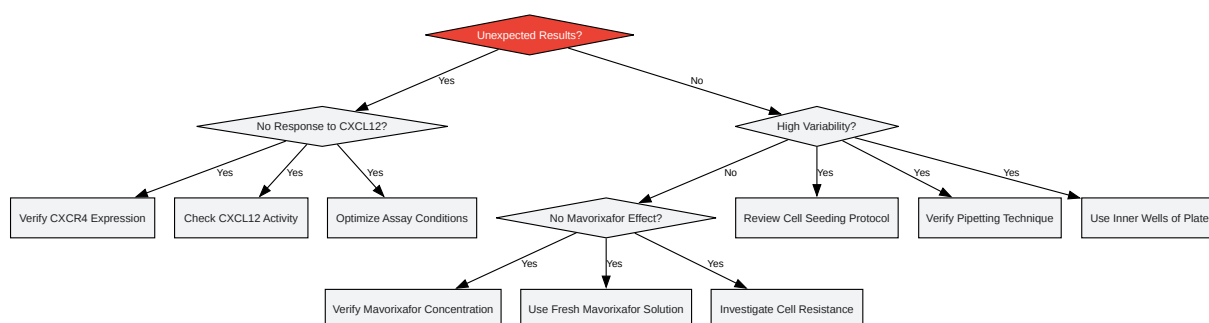 Unexpected Results?
Yes
No
No Response to CXCL12?
High Variability?
Yes
Yes
Yes
No
Yes
Yes
Yes
Verify CXCR4 Expression
Check CXCL12 Activity
Optimize Assay Conditions
No Mavorixafor Effect?
Review Cell Seeding Protocol
Verify Pipetting Technique
Use Inner Wells of Plate
Yes
Yes
Yes
Verify Mavorixafor Concentration
Use Fresh Mavorixafor Solution
Investigate Cell Resistance